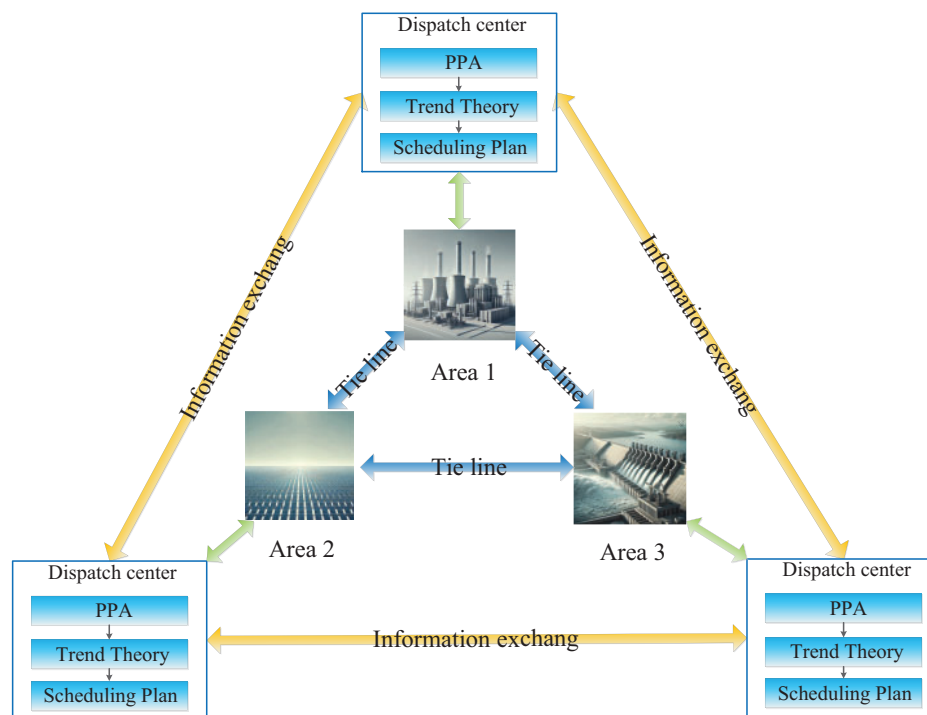 Dispatch center
PPA
Trend Theory
Scheduling Plan
Information exchang
Information exchang
Area 1
Tie line
Tie line
Tie line
Area 2
Area 3
Dispatch center
PPA
Trend Theory
Scheduling Plan
Information exchang
Dispatch center
PPA
Trend Theory
Scheduling Plan